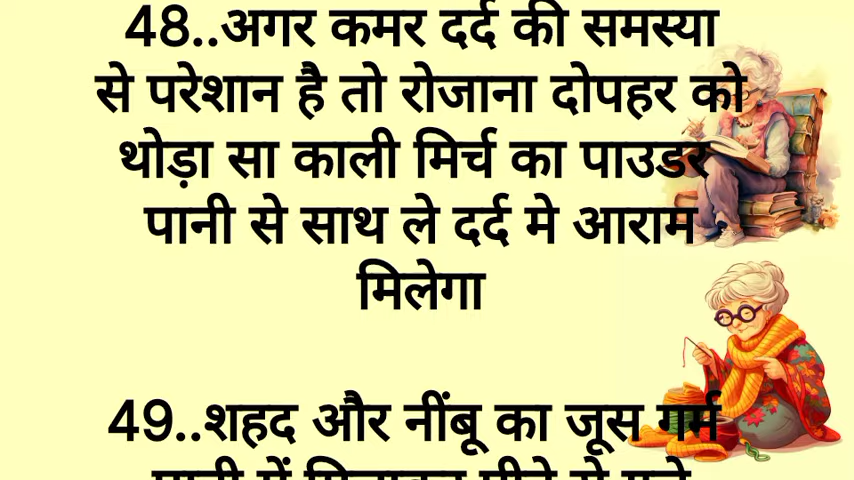 48..अगर कमर दर्द की समस्या
से परेशान है तो रोजाना दोपहर को
थोड़ा सा काली मिर्च का पाउडर
पानी से साथ ले दर्द मे आराम
मिलेगा
49..शहद और नींबू का जूस गर्म